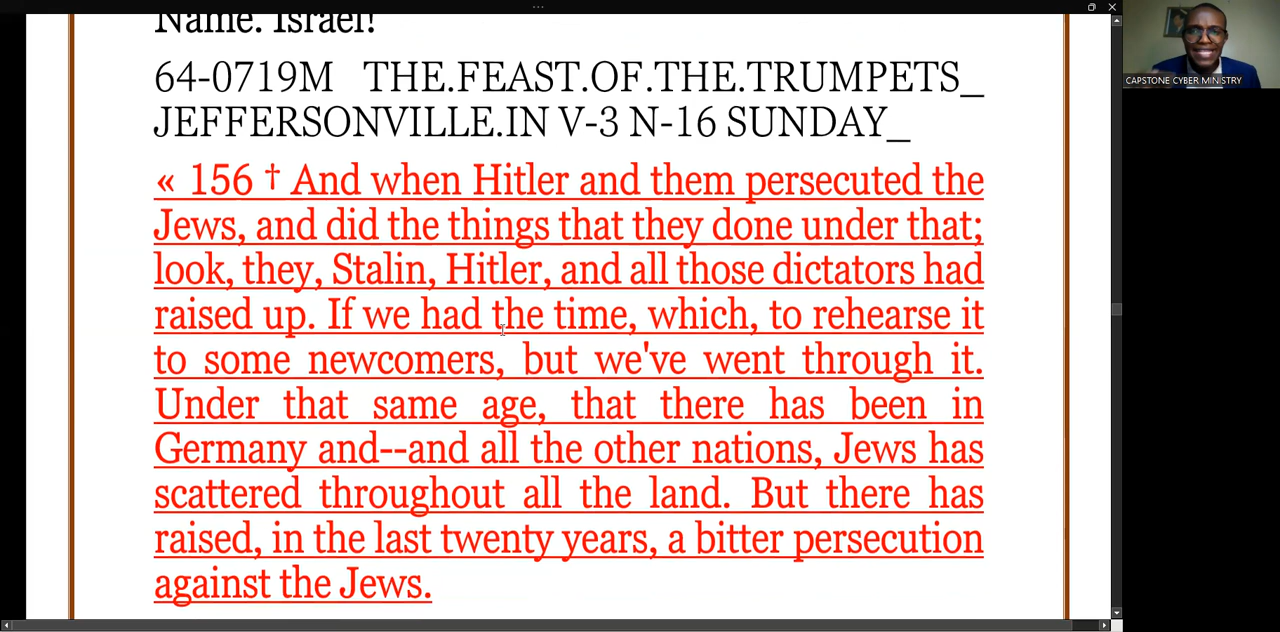 Name. Israel!
64-0719M THE.FEAST.OF.THE.TRUMPETS_
JEFFERSONVILLE.IN V-3 N-16 SUNDAY_
« 156 † And when Hitler and them persecuted the
Jews, and did the things that they done under that;
look, they, Stalin, Hitler, and all those dictators had
raised up. If we had the time, which, to rehearse it
to some newcomers, but we've went through it.
Under that same age, that there has been in
Germany and--and all the other nations, Jews has
scattered throughout all the land. But there has
raised, in the last twenty years, a bitter persecution
against the Jews.
CAPSTONE CYBER MINISTRY